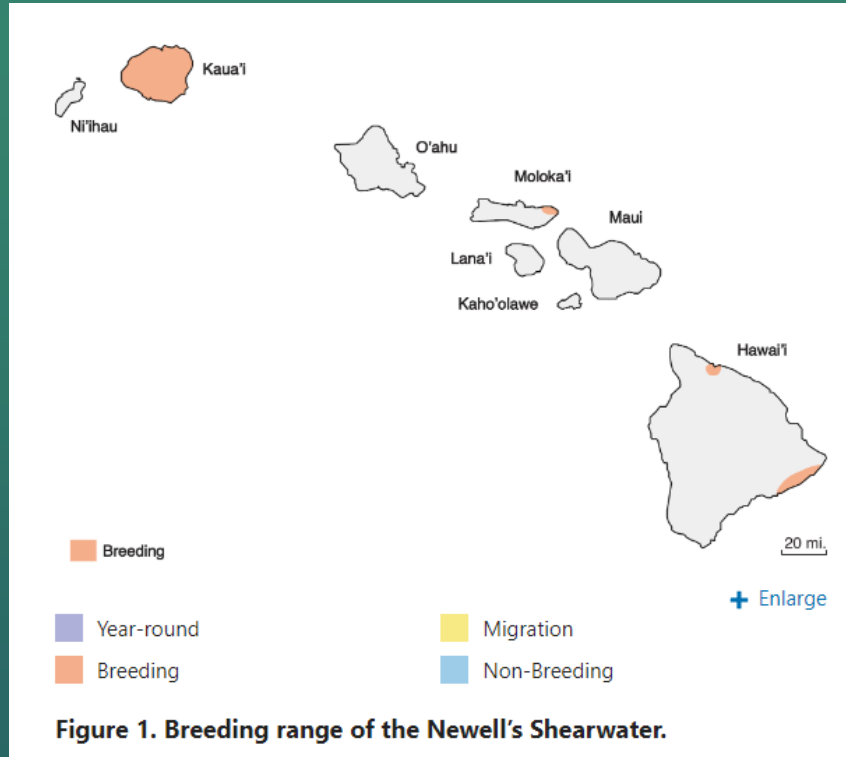 Kaua'i
Ni'ihau
O'ahu
Moloka'i
Maui
Lana'i
Kaho'olawe
Hawai'i
20 mi.
Breeding
+ Enlarge
Year-round
Migration
Breeding
Non-Breeding
Figure 1. Breeding range of the Newell’s Shearwater.